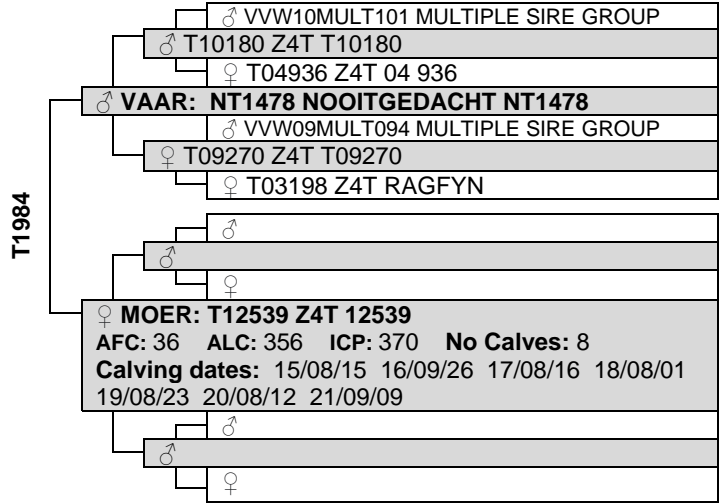 ♂ VVW10MULT101 MULTIPLE SIRE GROUP
♂ T10180 Z4T T10180
♀ T04936 Z4T 04 936
♂ VAAR: NT1478 NOOITGEDACHT NT1478
♂ VVW09MULT094 MULTIPLE SIRE GROUP
♀ T09270 Z4T T09270
♀ T03198 Z4T RAGFYN
T1984
♂
♂
♀
♀ MOER: T12539 Z4T 12539
AFC: 36 ALC: 356 ICP: 370 No Calves: 8
Calving dates: 15/08/15 16/09/26 17/08/16 18/08/01
19/08/23 20/08/12 21/09/09
♂
♂
♀